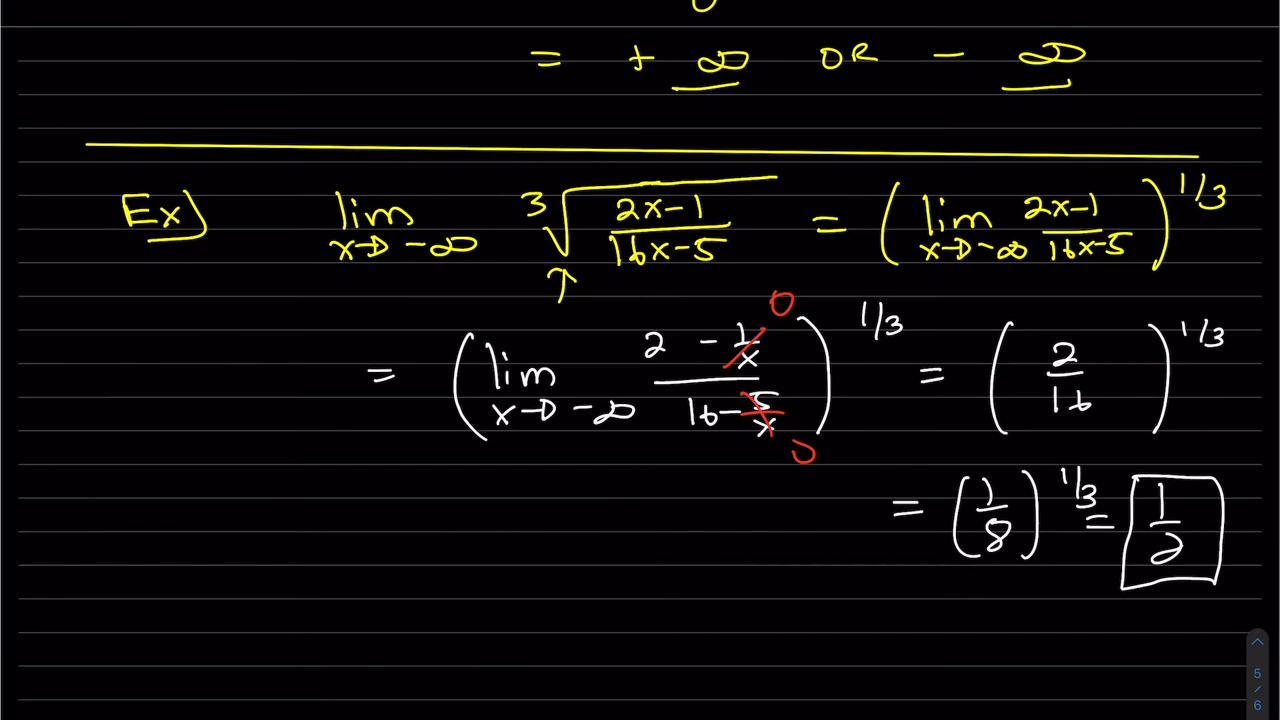 = + ∞ OR - ∞
Ex) lim x→-∞ ∛((2x-1)/(16x-5)) = (lim x→-∞ (2x-1)/(16x-5))^1/3
= (lim x→-∞ (2 - 1/x)/(16 - 5/x))^1/3 = (2/16)^1/3
0
0
= (1/8)^1/3 = 1/2
5 / 6